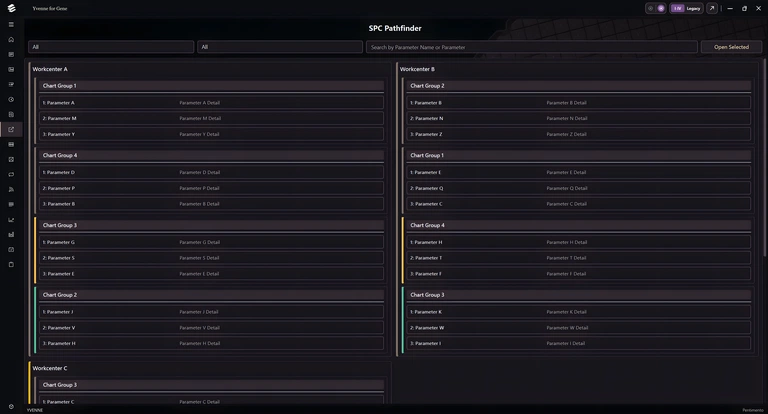 Yvenne for Gene
LIV Legacy
SPC Pathfinder
All All Search by Parameter Name or Parameter Open Selected
Workcenter A
Chart Group 1
1: Parameter A Parameter A Detail
2: Parameter M Parameter M Detail
3: Parameter Y Parameter Y Detail
Chart Group 4
1: Parameter D Parameter D Detail
2: Parameter P Parameter P Detail
3: Parameter B Parameter B Detail
Chart Group 3
1: Parameter G Parameter G Detail
2: Parameter S Parameter S Detail
3: Parameter E Parameter E Detail
Chart Group 2
1: Parameter J Parameter J Detail
2: Parameter V Parameter V Detail
3: Parameter H Parameter H Detail
Workcenter B
Chart Group 2
1: Parameter B Parameter B Detail
2: Parameter N Parameter N Detail
3: Parameter Z Parameter Z Detail
Chart Group 1
1: Parameter E Parameter E Detail
2: Parameter Q Parameter Q Detail
3: Parameter C Parameter C Detail
Chart Group 4
1: Parameter H Parameter H Detail
2: Parameter T Parameter T Detail
3: Parameter F Parameter F Detail
Chart Group 3
1: Parameter K Parameter K Detail
2: Parameter W Parameter W Detail
3: Parameter I Parameter I Detail
Workcenter C
Chart Group 3
1: Parameter C Parameter C Detail
YVENNE